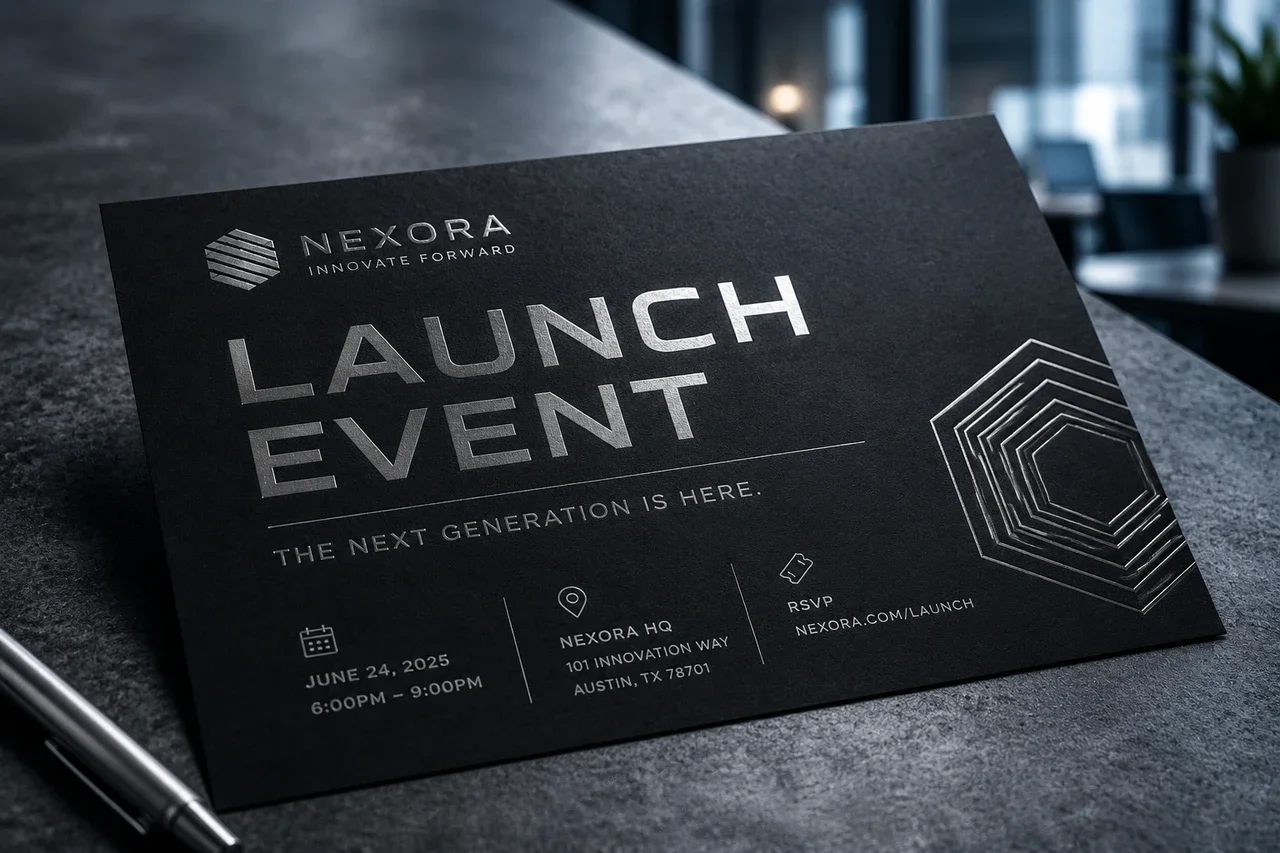 NEXORA
INNOVATE FORWARD
LAUNCH
EVENT
THE NEXT GENERATION IS HERE.
JUNE 24, 2025
6:00PM – 9:00PM
NEXORA HQ
101 INNOVATION WAY
AUSTIN, TX 78701
RSVP
NEXORA.COM/LAUNCH